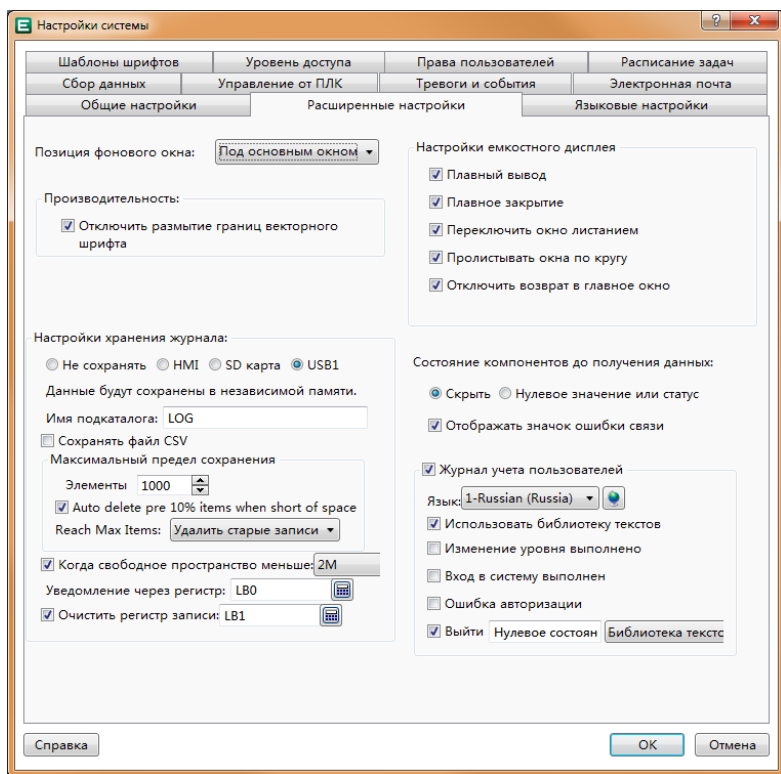 Настройки системы
Шаблоны шрифтов Уровень доступа Права пользователей Расписание задач
Сбор данных Управление от ПЛК Тревоги и события Электронная почта
Общие настройки Расширенные настройки Языковые настройки
Позиция фонового окна: Под основным окном
Производительность:
Отключить размытие границ векторного
шрифта
Настройки емкостного дисплея
Плавный вывод
Плавное закрытие
Переключить окно листанием
Пролистывать окна по кругу
Отключить возврат в главное окно
Настройки хранения журнала:
Не сохранять HMI SD карта USB1
Данные будут сохранены в независимой памяти.
Имя подкаталога: LOG
Сохранять файл CSV
Максимальный предел сохранения
Элементы 1000
Auto delete pre 10% items when short of space
Reach Max Items: Удалить старые записи
Когда свободное пространство меньше: 2M
Уведомление через регистр: LB0
Очистить регистр записи: LB1
Состояние компонентов до получения данных:
Скрыть Нулевое значение или статус
Отображать значок ошибки связи
Журнал учета пользователей
Язык: 1-Russian (Russia)
Использовать библиотеку текстов
Изменение уровня выполнено
Вход в систему выполнен
Ошибка авторизации
Выйти Нулевое состоян Библиотека текстс
Справка OK Отмена